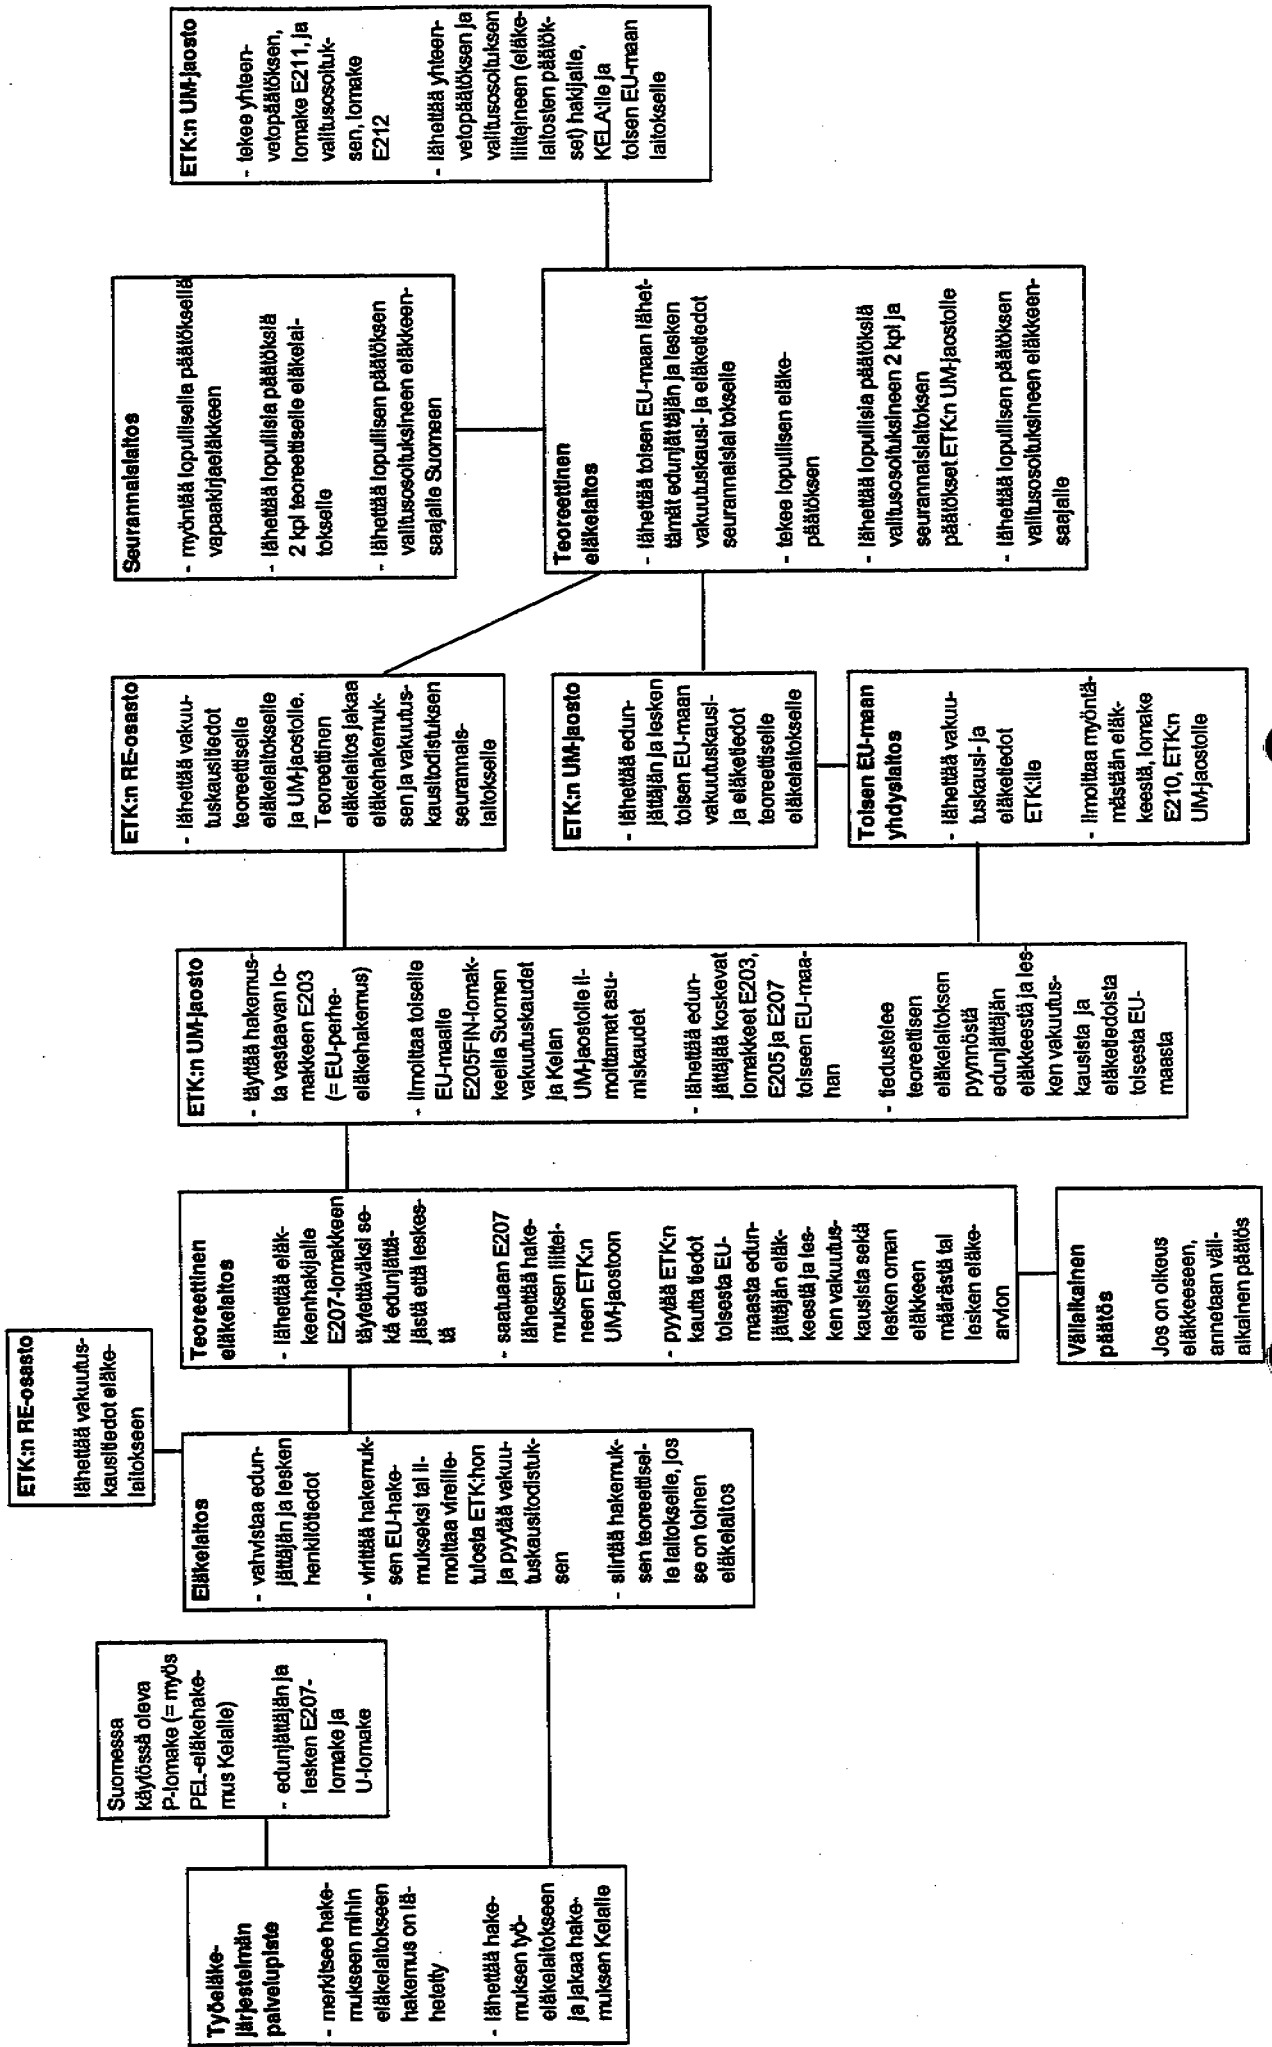 Työeläke-
järjestelmän
palvelupiste
- merkitsee hake-
mukseen mihin
eläkelaitokseen
hakemus on lä-
hetetty
- lähettää hake-
muksen työ-
eläkelaitokseen
ja jakaa hake-
muksen Kelalle
Suomessa
käytössä oleva
P-lomake (= myös
PEL-eläkehake-
mus Kelalle)
- edunjättäjän ja
lesken E207-
lomake ja
U-lomake
ETK:n RE-osasto
lähettää vakuutus-
kausitiedot eläke-
laitokseen
Eläkelaitos
- vahvistaa edun-
jättäjän ja lesken
henkilötiedot
- virittää hakemuk-
sen EU-hake-
mukseksi tai il-
moittaa vireille-
tulosta ETK:hon
ja pyytää vakuu-
tuskausitodistuk-
sen
- siirtää hakemuk-
sen teoreettisel-
le laitokselle, jos
se on toinen
eläkelaitos
Teoreettinen
eläkelaitos
- lähettää eläk-
keenhakijalle
E207-lomakkeen
täytettäväksi se-
kä edunjättä-
jästä että leskes-
tä
- saatuaan E207
lähettää hake-
muksen liittei-
neen ETK:n
UM-jaostoon
- pyytää ETK:n
kautta tiedot
toisesta EU-
maasta edun-
jättäjän eläk-
keestä ja les-
ken vakuutus-
kausista sekä
lesken oman
eläkkeen
määrästä tai
lesken eläke-
arvion
Väliaikainen
päätös
Jos on oikeus
eläkkeeseen,
annetaan väli-
aikainen päätös
ETK:n UM-jaosto
- täyttää hakemus-
ta vastaavan lo-
makkeen E203
(= EU-perhe-
eläkehakemus)
- ilmoittaa toiselle
EU-maalle
E205FIN-lomak-
keella Suomen
vakuutuskaudet
ja Kelan
UM-jaostolle il-
moittamat asu-
miskaudet
- lähettää edun-
jättäjää koskevat
lomakkeet E203,
E205 ja E207
toiseen EU-maa-
han
- tiedustelee
teoreettisen
eläkelaitoksen
pyynnöstä
edunjättäjän
eläkkeestä ja les-
ken vakuutus-
kausista ja
eläketiedoista
toisesta EU-
maasta
ETK:n RE-osasto
- lähettää vakuu-
tuskausitiedot
teoreettiselle
eläkelaitokselle
ja UM-jaostolle.
Teoreettinen
eläkelaitos jakaa
eläkehakemuk-
sen ja vakuutus-
kausitodistuksen
seurannais-
laitokselle
ETK:n UM-jaosto
- lähettää edun-
jättäjän ja lesken
toisen EU-maan
vakuutuskausi-
ja eläketiedot
teoreettiselle
eläkelaitokselle
Toisen EU-maan
yhdyslaitos
- lähettää vakuu-
tuskausi- ja
eläketiedot
ETK:lle
- ilmoittaa myöntä-
mästään eläk-
keestä, lomake
E210, ETK:n
UM-jaostolle
Seurannaislaitos
- myöntää lopullisella päätöksellä
vapaakirjaeläkkeen
- lähettää lopullisia päätöksiä
2 kpl teoreettiselle eläkelai-
tokselle
- lähettää lopullisen päätöksen
valitusosoituksineen eläkkeen-
saajalle Suomeen
Teoreettinen
eläkelaitos
- lähettää toisen EU-maan lähet-
tämät edunjättäjän ja lesken
vakuutuskausi- ja eläketiedot
seurannaislaitokselle
- tekee lopullisen eläke-
päätöksen
- lähettää lopullisia päätöksiä
valitusosoituksineen 2 kpl ja
seurannaislaitoksen
päätökset ETK:n UM-jaostolle
- lähettää lopullisen päätöksen
valitusosoituksineen eläkkeen-
saajalle
ETK:n UM-jaosto
- tekee yhteen-
vetopäätöksen,
lomake E211, ja
valitusosoituk-
sen, lomake
E212
- lähettää yhteen-
vetopäätöksen ja
valitusosoituksen
liitteineen (eläke-
laitosten päätök-
set) hakijalle,
KELA:lle ja
toisen EU-maan
laitokselle